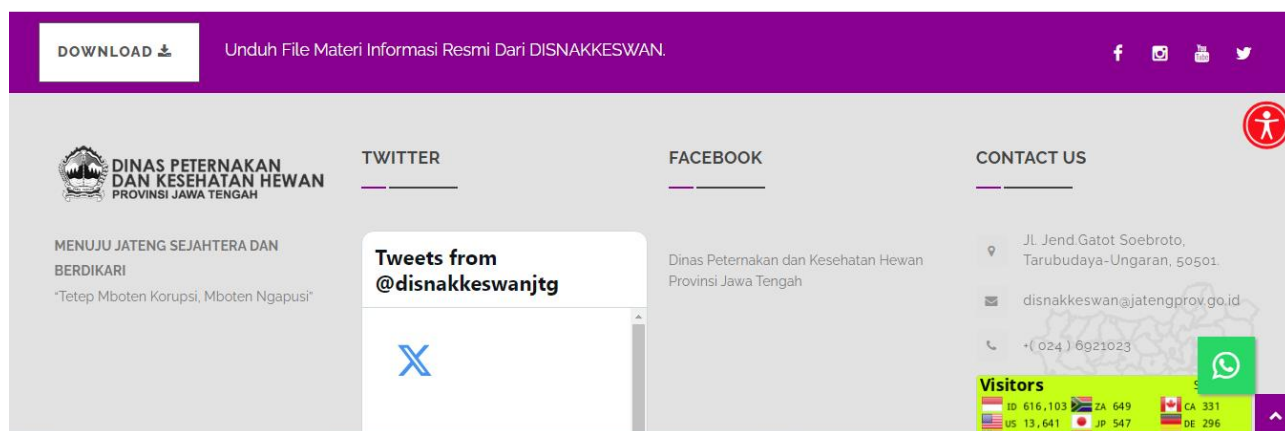 DOWNLOAD
Unduh File Materi Informasi Resmi Dari DISNAKKESWAN.
DINAS PETERNAKAN
DAN KESEHATAN HEWAN
PROVINSI JAWA TENGAH
MENUJU JATENG SEJAHTERA DAN
BERDIKARI
"Tetep Mboten Korupsi, Mboten Ngapusi"
TWITTER
Tweets from
@disnakkeswanjtg
FACEBOOK
Dinas Peternakan dan Kesehatan Hewan
Provinsi Jawa Tengah
CONTACT US
Jl. Jend.Gatot Soebroto,
Tarubudaya-Ungaran, 50501.
disnakkeswan@jatengprov.go.id
+( 024 ) 6921023
Visitors
ID 616,103 ZA 649 CA 331
US 13,641 JP 547 DE 296